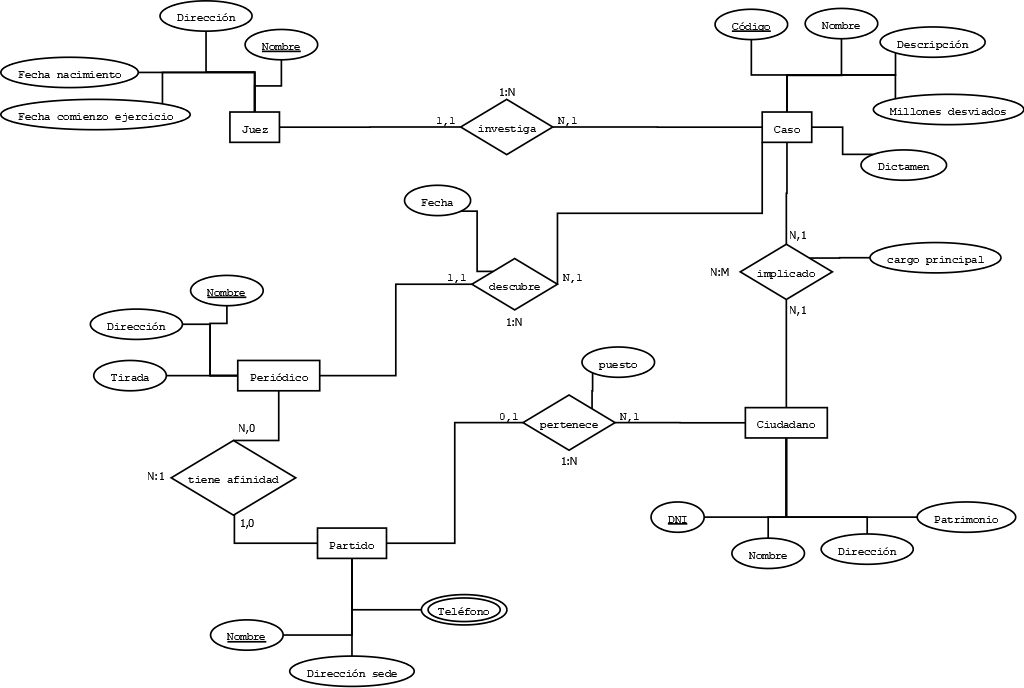 Dirección
Nombre
Fecha nacimiento
Fecha comienzo ejercicio
Juez
1:N
1,1
investiga
N,1
Código
Nombre
Descripción
Millones desviados
Caso
Dictamen
Fecha
1,1
descubre
N,1
1:N
N,1
N:M
implicado
cargo principal
N,1
Nombre
Dirección
Tirada
Periódico
puesto
0,1
pertenece
N,1
1:N
Ciudadano
N,0
N:1
tiene afinidad
1,0
Partido
DNI
Nombre
Dirección
Patrimonio
Teléfono
Nombre
Dirección sede